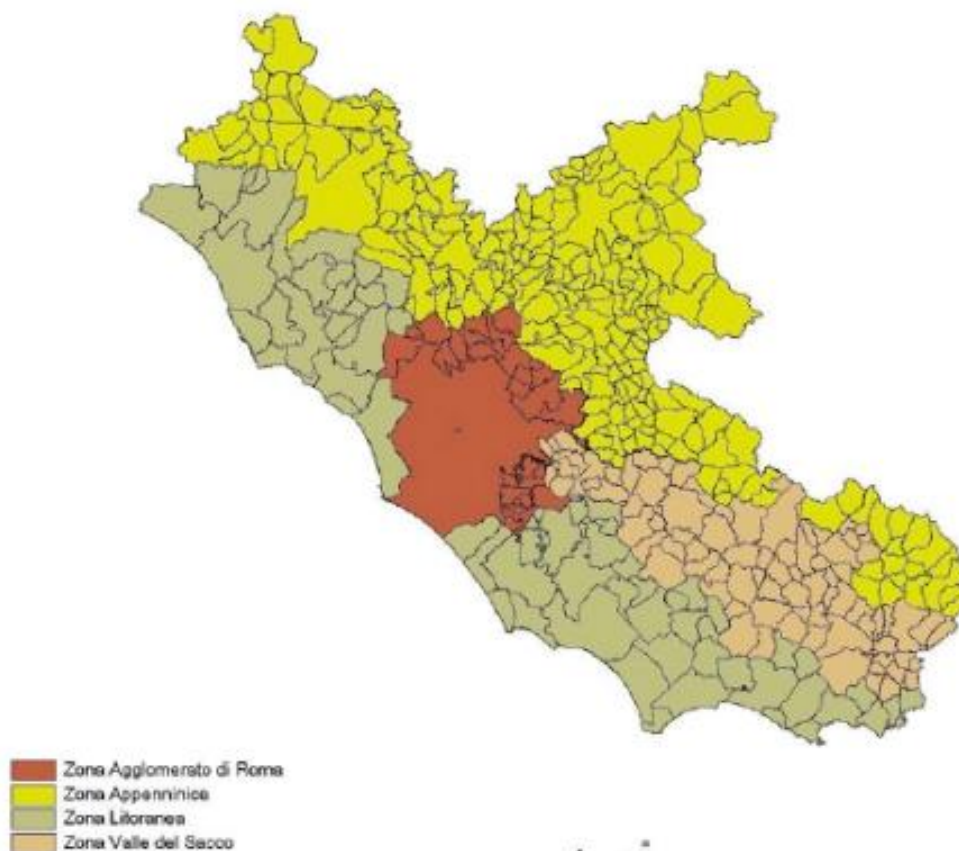 Zona Agglomerato di Roma
Zona Appenninica
Zona Litoranea
Zona Valle del Sacco